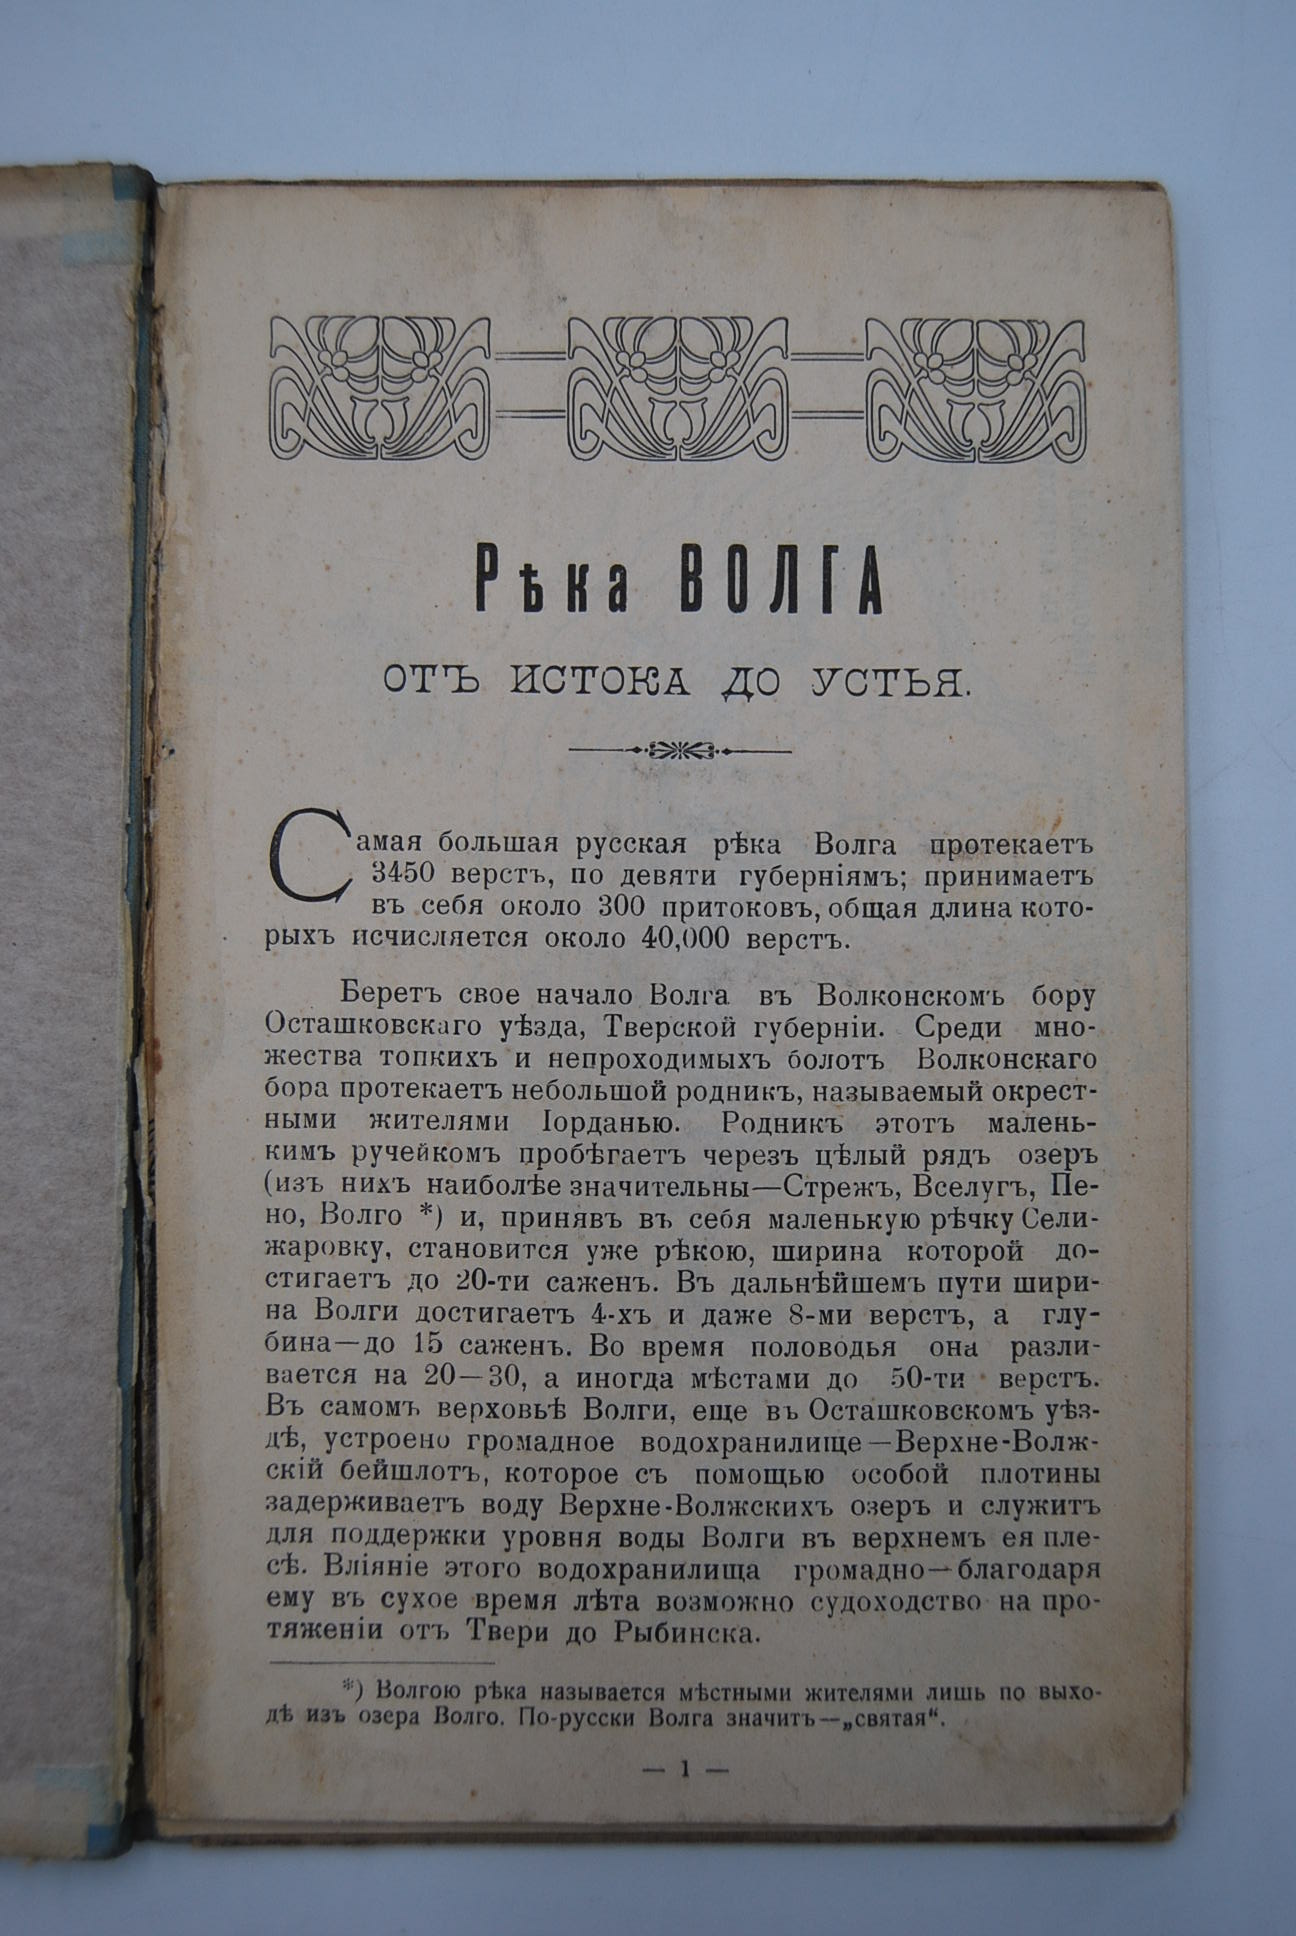 Рѣка ВОЛГА
ОТЪ ИСТОКА ДО УСТЬЯ.
Самая большая русская рѣка Волга протекаетъ
3450 верстъ, по девяти губерніямъ; принимаетъ
въ себя около 300 притоковъ, общая длина кото-
рыхъ исчисляется около 40,000 верстъ.
Беретъ свое начало Волга въ Волконскомъ бору
Осташковскаго уѣзда, Тверской губерніи. Среди мно-
жества топкихъ и непроходимыхъ болотъ Волконскаго
бора протекаетъ небольшой родникъ, называемый окрест-
ными жителями Іорданью. Родникъ этотъ малень-
кимъ ручейкомъ пробѣгаетъ черезъ цѣлый рядъ озеръ
(изъ нихъ наиболѣе значительны—Стрежъ, Вселугъ, Пе-
но, Волго *) и, принявъ въ себя маленькую рѣчку Сели-
жаровку, становится уже рѣкою, ширина которой до-
стигаетъ до 20-ти саженъ. Въ дальнѣйшемъ пути шири-
на Волги достигаетъ 4-хъ и даже 8-ми верстъ, а глу-
бина—до 15 саженъ. Во время половодья она разли-
вается на 20—30, а иногда мѣстами до 50-ти верстъ.
Въ самомъ верховьѣ Волги, еще въ Осташковскомъ уѣз-
дѣ, устроено громадное водохранилище—Верхне-Волж-
скій бейшлотъ, которое съ помощью особой плотины
задерживаетъ воду Верхне-Волжскихъ озеръ и служитъ
для поддержки уровня воды Волги въ верхнемъ ея пле-
сѣ. Вліяніе этого водохранилища громадно—благодаря
ему въ сухое время лѣта возможно судоходство на про-
тяженіи отъ Твери до Рыбинска.
*) Волгою рѣка называется мѣстными жителями лишь по выхо-
дѣ изъ озера Волго. По-русски Волга значитъ—„святая“.
— 1 —